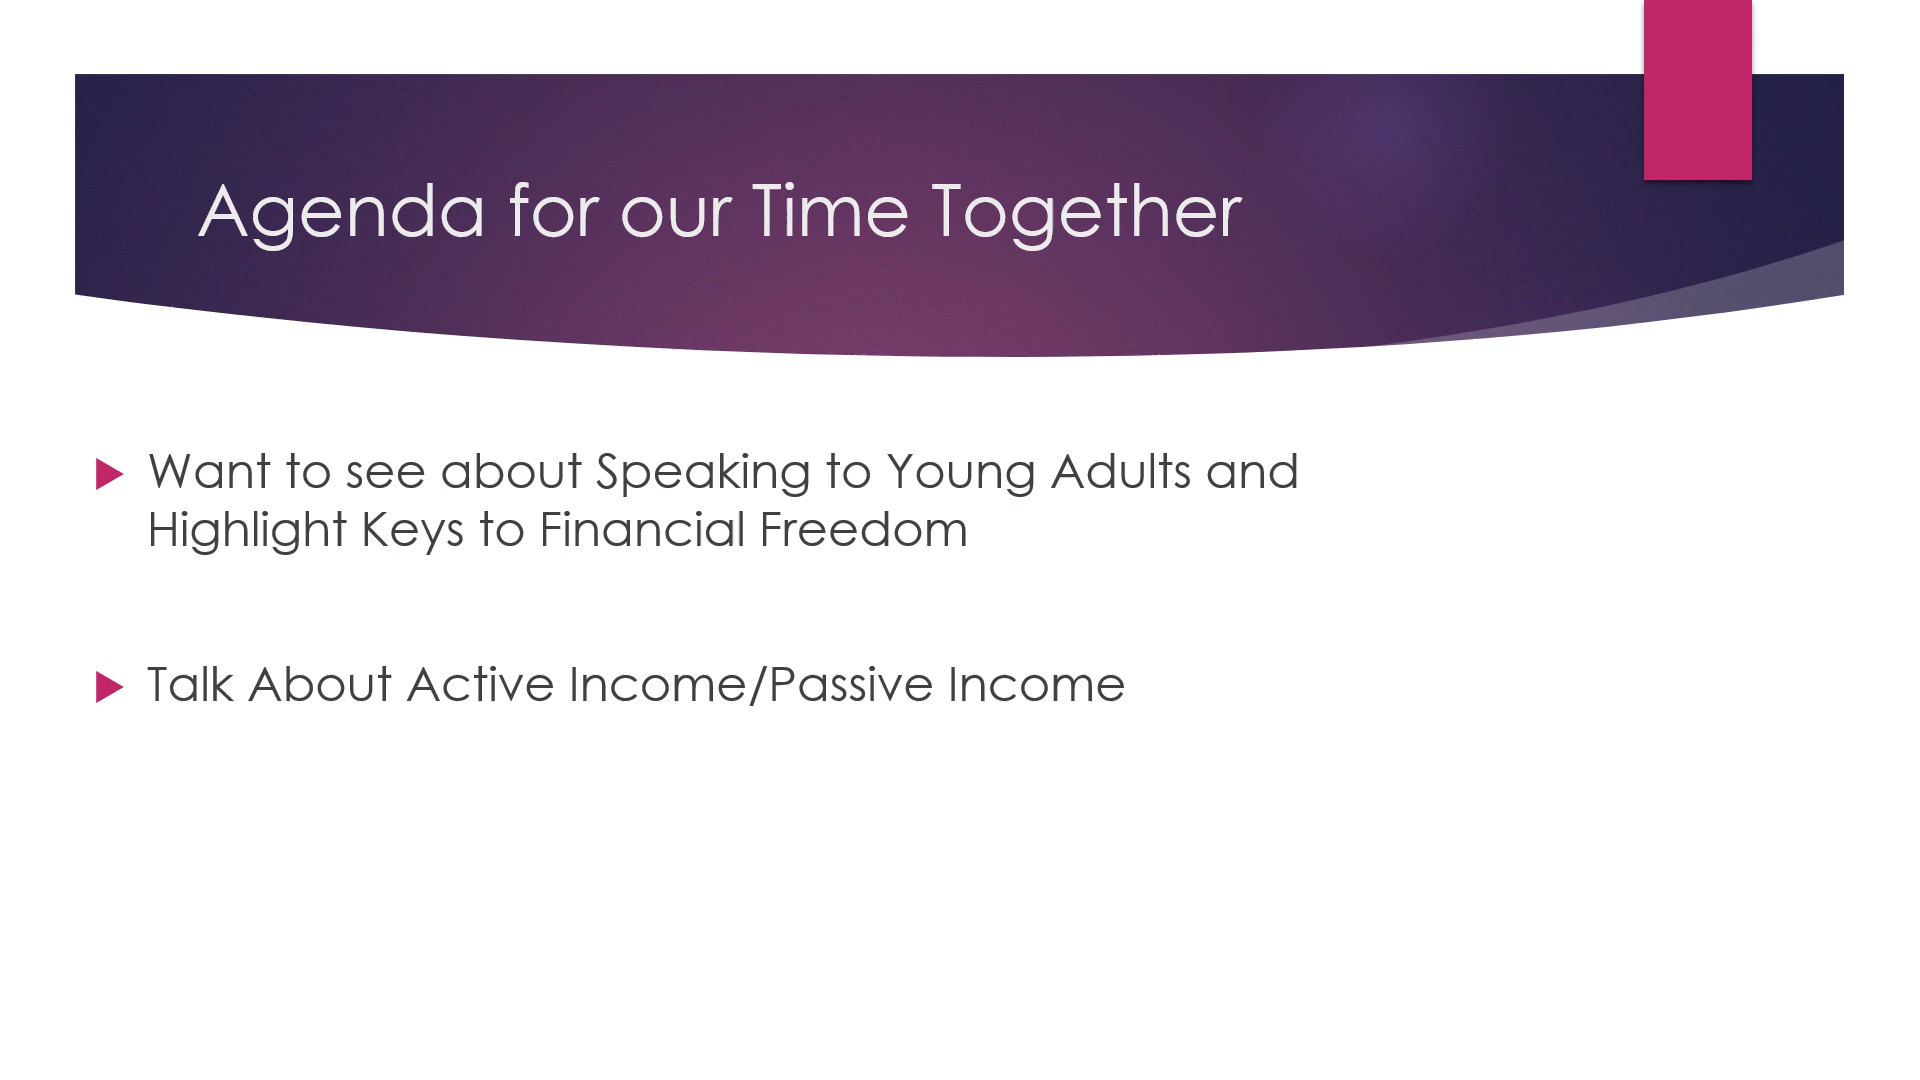 Agenda for our Time Together
Want to see about Speaking to Young Adults and
Highlight Keys to Financial Freedom
Talk About Active Income/Passive Income